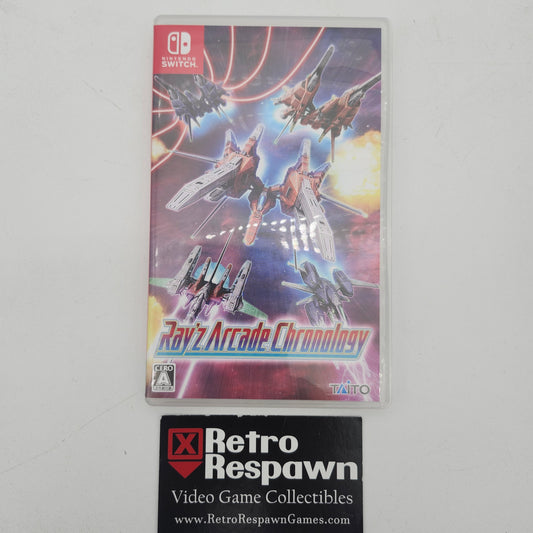 NINTENDO
SWITCH
Ray'z Arcade Chronology
CERO
A
TAITO
Retro
Respawn
Video Game Collectibles
www.RetroRespawnGames.com